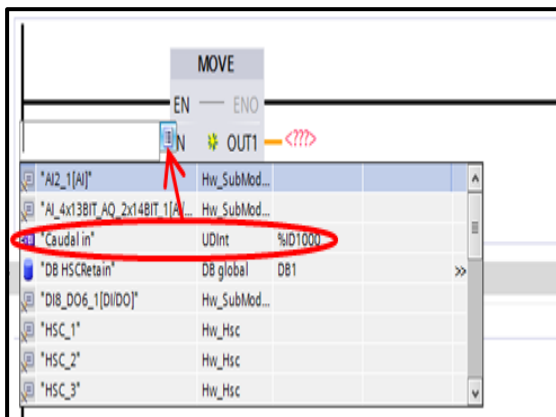 MOVE
EN ENO
N OUT1 <???>
"AI2_1[AI]" Hw_SubMod...
"AI_4x13BIT_AQ_2x14BIT_1[AI/... Hw_SubMod...
"Caudal in" UDInt %ID1000
"DB HSCRetain" DB global DB1 >>
"DI8_DO6_1[DI/DO]" Hw_SubMod...
"HSC_1" Hw_Hsc
"HSC_2" Hw_Hsc
"HSC_3" Hw_Hsc